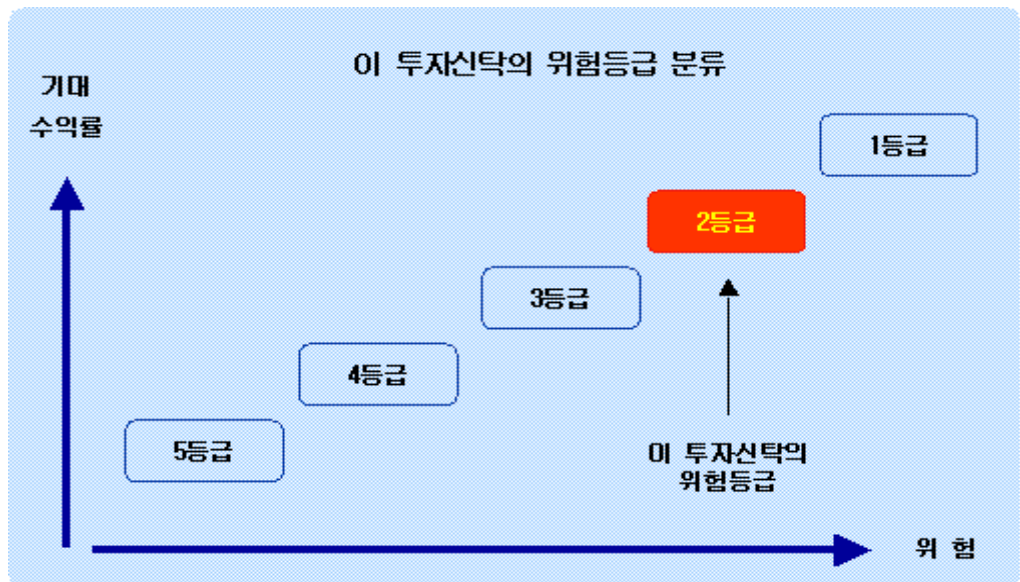 이 투자신탁의 위험등급 분류
기대
수익률
1등급
2등급
3등급
4등급
5등급
이 투자신탁의
위험등급
위 험